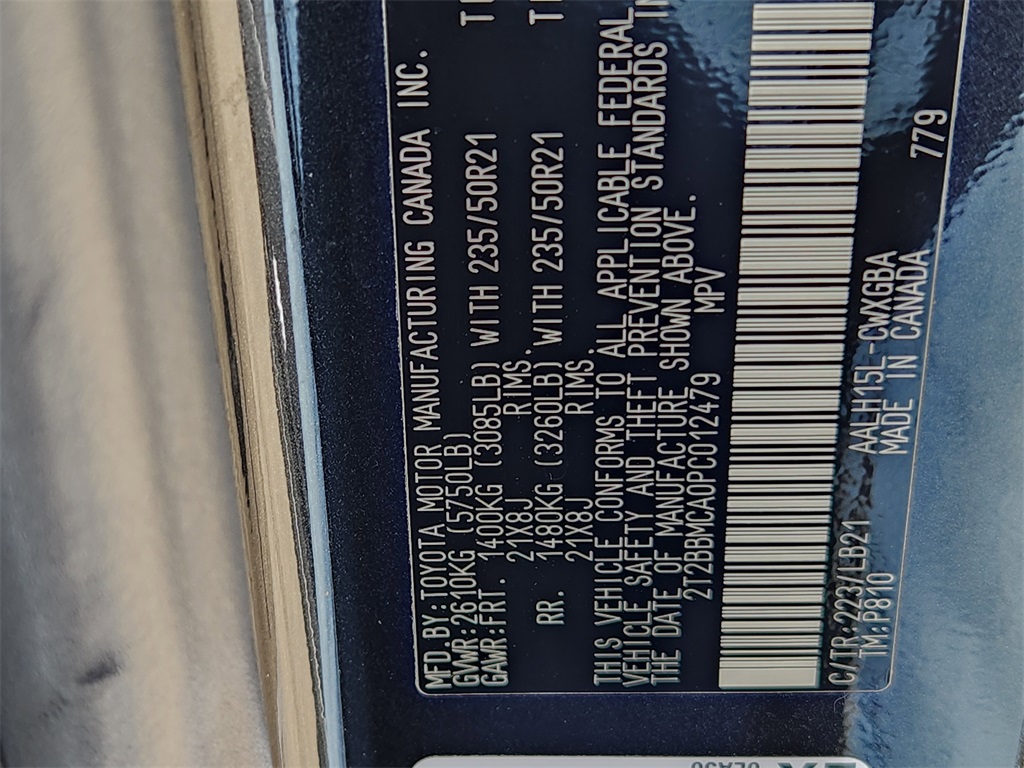 MFD.BY:TOYOTA MOTOR MANUFACTURING CANADA INC.
GVWR:2610KG (5750LB)
GAWR:FRT. 1400KG (3085LB) WITH 235/50R21
21X8J RIMS.
RR. 1480KG (3260LB) WITH 235/50R21
21X8J RIMS.
THIS VEHICLE CONFORMS TO ALL APPLICABLE FEDERAL
VEHICLE SAFETY AND THEFT PREVENTION STANDARDS IN
THE DATE OF MANUFACTURE SHOWN ABOVE.
2T2BBMCA0PC012479 MPV
C/TR:223/LB21 AALH15L-CWXGBA 779
TM:P810 MADE IN CANADA